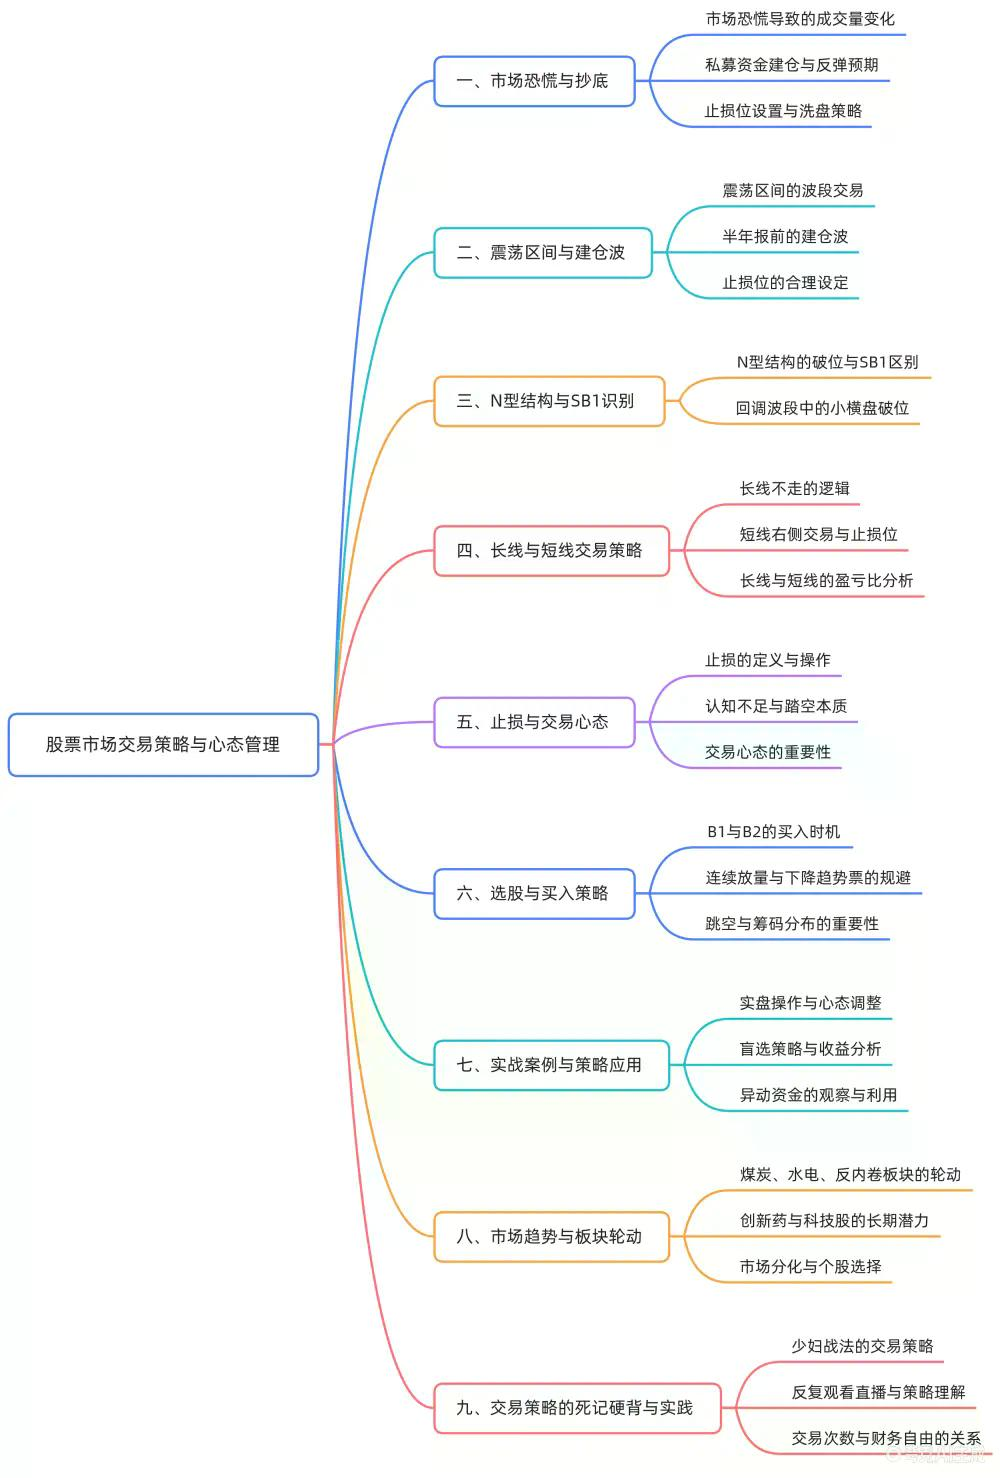 股票市场交易策略与心态管理
一、市场恐慌与抄底
市场恐慌导致的成交量变化
私募资金建仓与反弹预期
止损位设置与洗盘策略
二、震荡区间与建仓波
震荡区间的波段交易
半年报前的建仓波
止损位的合理设定
三、N型结构与SB1识别
N型结构的破位与SB1区别
回调波段中的小横盘破位
四、长线与短线交易策略
长线不走的逻辑
短线右侧交易与止损位
长线与短线的盈亏比分析
五、止损与交易心态
止损的定义与操作
认知不足与踏空本质
交易心态的重要性
六、选股与买入策略
B1与B2的买入时机
连续放量与下降趋势票的规避
跳空与筹码分布的重要性
七、实战案例与策略应用
实盘操作与心态调整
盲选策略与收益分析
异动资金的观察与利用
八、市场趋势与板块轮动
煤炭、水电、反内卷板块的轮动
创新药与科技股的长期潜力
市场分化与个股选择
九、交易策略的死记硬背与实践
少妇战法的交易策略
反复观看直播与策略理解
交易次数与财务自由的关系